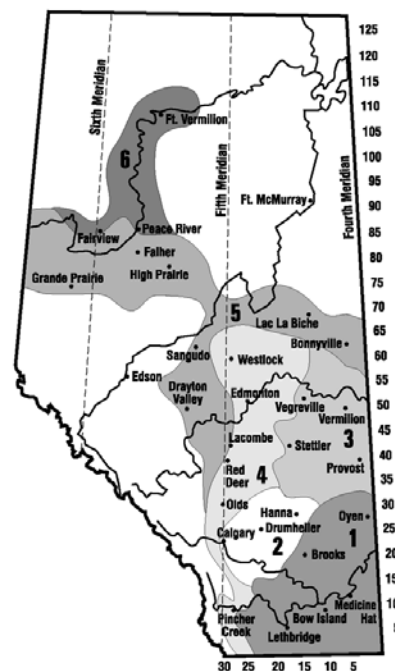 125
120
115
110
105
100
95
90
85
80
75
70
65
60
55
50
45
40
35
30
25
20
15
10
5
Sixth Meridian
Fifth Meridian
Fourth Meridian
Ft. Vermilion
6
Ft. McMurray
Peace River
Fairview
Falher
High Prairie
Grande Prairie
5
Lac La Biche
Bonnyville
Sangudo
Westlock
Edson
Drayton
Valley
Edmonton
Vegreville
Vermilion
3
Lacombe
Stettler
Provost
Red
Deer
4
Olds
Hanna
Oyen
Drumheller
1
Calgary
2
Brooks
Medicine
Hat
Bow Island
Pincher
Creek
Lethbridge
30 25 20 15 10 5